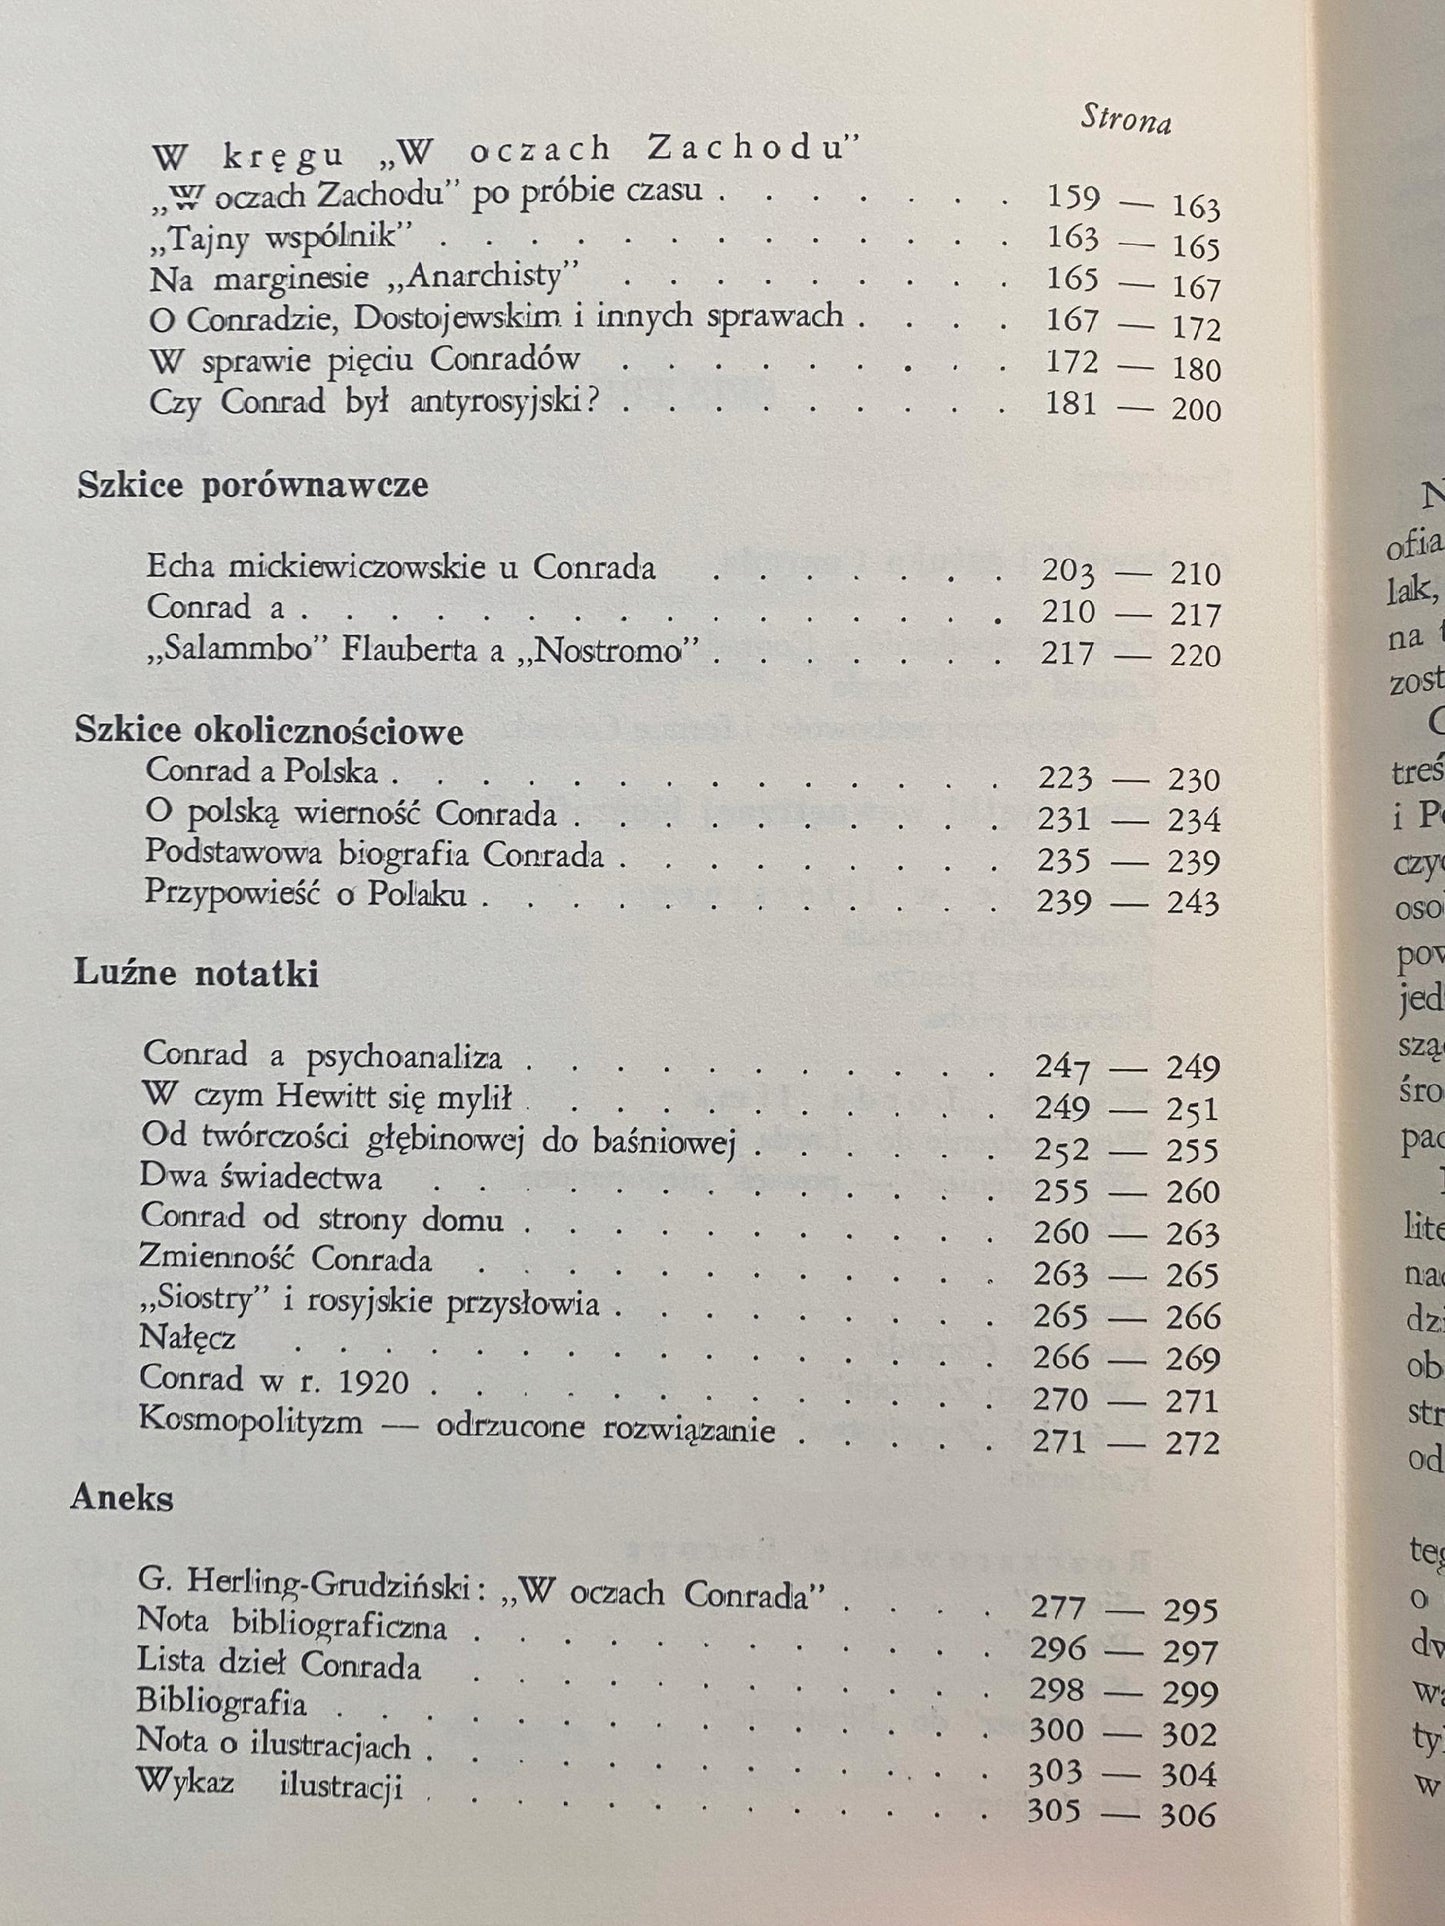 Strona
W kręgu „W oczach Zachodu”
„W oczach Zachodu” po próbie czasu . . . . . . . 159 — 163
„Tajny wspólnik” . . . . . . . . . . . . . 163 — 165
Na marginesie „Anarchisty” . . . . . . . . . 165 — 167
O Conradzie, Dostojewskim i innych sprawach . . . . 167 — 172
W sprawie pięciu Conradów . . . . . . . . . 172 — 180
Czy Conrad był antyrosyjski? . . . . . . . . . 181 — 200
Szkice porównawcze
Echa mickiewiczowskie u Conrada . . . . . . . 203 — 210
Conrad a . . . . . . . . . . . . . . . . 210 — 217
„Salammbo” Flauberta a „Nostromo” . . . . . . . 217 — 220
Szkice okolicznościowe
Conrad a Polska . . . . . . . . . . . . . . 223 — 230
O polską wierność Conrada . . . . . . . . . . 231 — 234
Podstawowa biografia Conrada . . . . . . . . . 235 — 239
Przypowieść o Polaku . . . . . . . . . . . . 239 — 243
Luźne notatki
Conrad a psychoanaliza . . . . . . . . . . . 247 — 249
W czym Hewitt się mylił . . . . . . . . . . . 249 — 251
Od twórczości głębinowej do baśniowej . . . . . . 252 — 255
Dwa świadectwa . . . . . . . . . . . . . 255 — 260
Conrad od strony domu . . . . . . . . . . . 260 — 263
Zmienność Conrada . . . . . . . . . . . . 263 — 265
„Siostry” i rosyjskie przysłowia . . . . . . . . . 265 — 266
Nałęcz . . . . . . . . . . . . . . . . 266 — 269
Conrad w r. 1920 . . . . . . . . . . . . . 270 — 271
Kosmopolityzm — odrzucone rozwiązanie . . . . . 271 — 272
Aneks
G. Herling-Grudziński: „W oczach Conrada” . . . . 277 — 295
Nota bibliograficzna . . . . . . . . . . . . 296 — 297
Lista dzieł Conrada . . . . . . . . . . . . 298 — 299
Bibliografia . . . . . . . . . . . . . . . 300 — 302
Nota o ilustracjach . . . . . . . . . . . . . 303 — 304
Wykaz ilustracji . . . . . . . . . . . . . 305 — 306